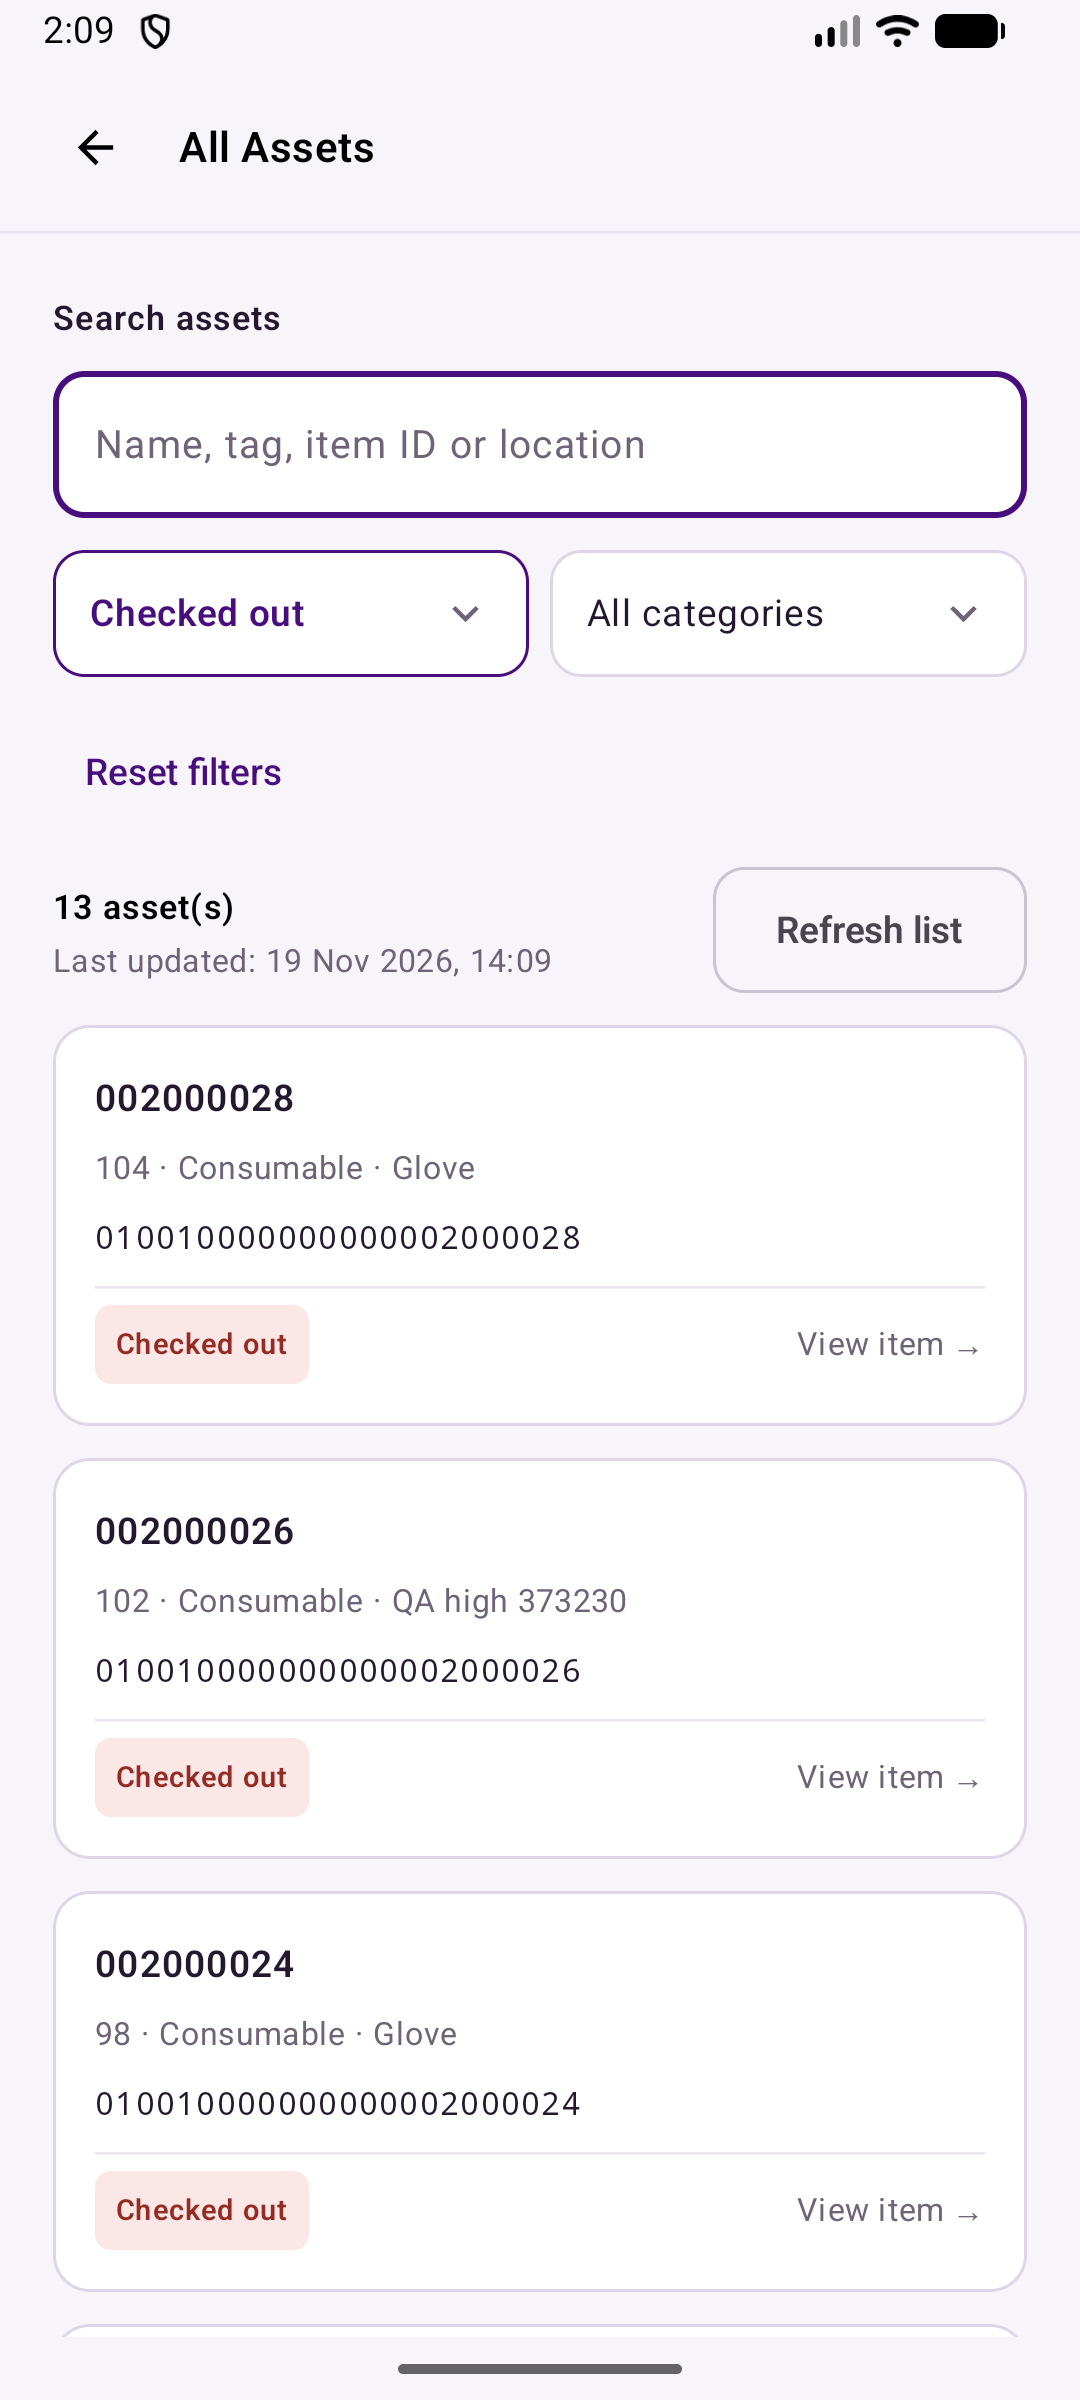 2:09
All Assets
Search assets
Name, tag, item ID or location
Checked out
All categories
Reset filters
13 asset(s)
Last updated: 19 Nov 2026, 14:09
Refresh list
002000028
104 · Consumable · Glove
010010000000000002000028
Checked out
View item →
002000026
102 · Consumable · QA high 373230
010010000000000002000026
Checked out
View item →
002000024
98 · Consumable · Glove
010010000000000002000024
Checked out
View item →